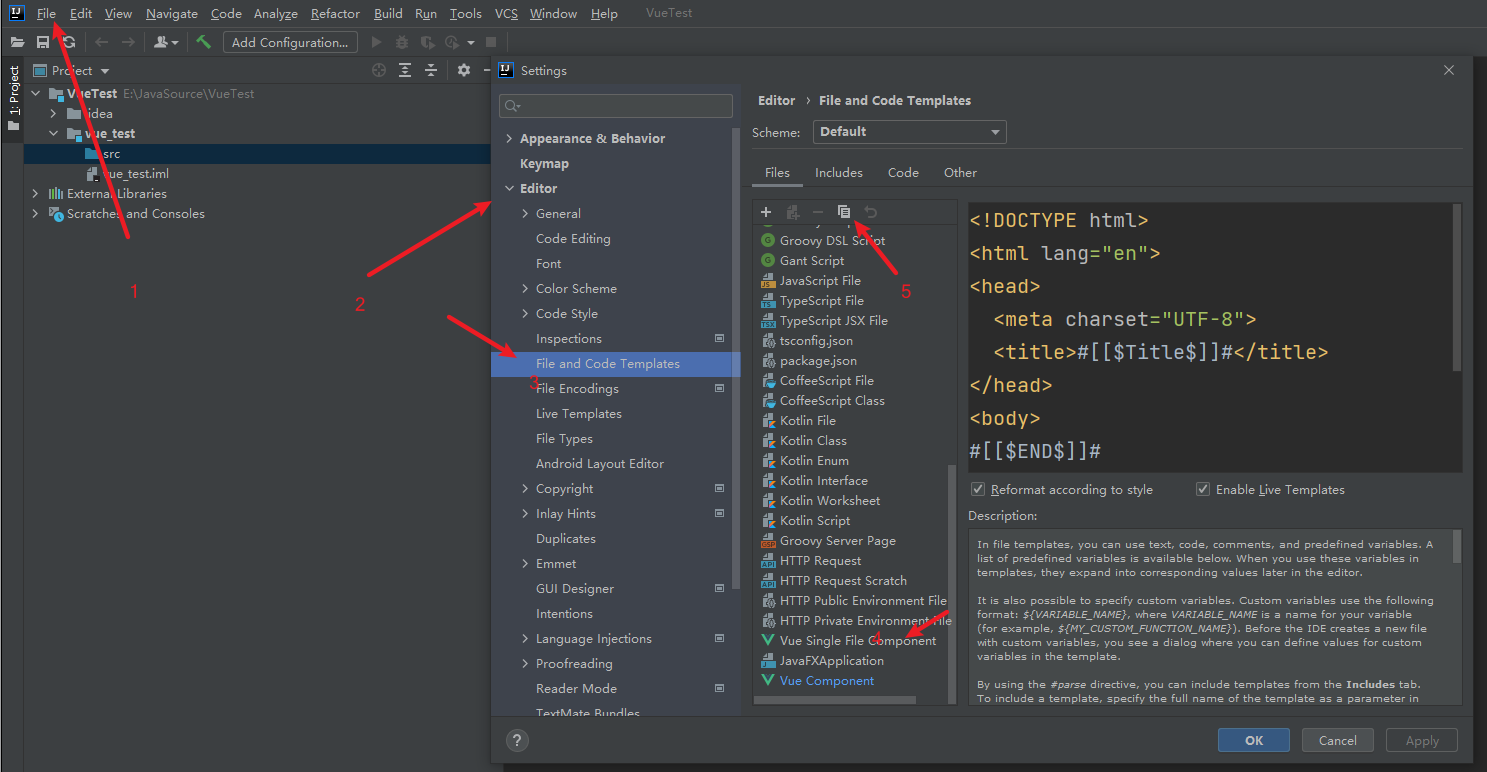 File Edit View Navigate Code Analyze Refactor Build Run Tools VCS Window Help VueTest
Add Configuration...
1: Project
Project
VueTest E:\JavaSource\VueTest
idea
vue_test
src
vue_test.iml
External Libraries
Scratches and Consoles
1
2
3
4
5
Settings
Appearance & Behavior
Keymap
Editor
General
Code Editing
Font
Color Scheme
Code Style
Inspections
File and Code Templates
File Encodings
Live Templates
File Types
Android Layout Editor
Copyright
Inlay Hints
Duplicates
Emmet
GUI Designer
Intentions
Language Injections
Proofreading
Reader Mode
TextMate Bundles
Editor › File and Code Templates
Scheme: Default
Files Includes Code Other
Groovy DSL Script
Gant Script
JavaScript File
TypeScript File
TypeScript JSX File
tsconfig.json
package.json
CoffeeScript File
CoffeeScript Class
Kotlin File
Kotlin Class
Kotlin Enum
Kotlin Interface
Kotlin Worksheet
Kotlin Script
Groovy Server Page
HTTP Request
HTTP Request Scratch
HTTP Public Environment File
HTTP Private Environment File
Vue Single File Component
JavaFXApplication
Vue Component
<!DOCTYPE html>
<html lang="en">
<head>
<meta charset="UTF-8">
<title>#[[$Title$]]#</title>
</head>
<body>
#[[$END$]]#
Reformat according to style Enable Live Templates
Description:
In file templates, you can use text, code, comments, and predefined variables. A
list of predefined variables is available below. When you use these variables in
templates, they expand into corresponding values later in the editor.
It is also possible to specify custom variables. Custom variables use the following
format: ${VARIABLE_NAME}, where VARIABLE_NAME is a name for your variable
(for example, ${MY_CUSTOM_FUNCTION_NAME}). Before the IDE creates a new file
with custom variables, you see a dialog where you can define values for custom
variables in the template.
By using the #parse directive, you can include templates from the Includes tab.
To include a template, specify the full name of the template as a parameter in
?
OK Cancel Apply